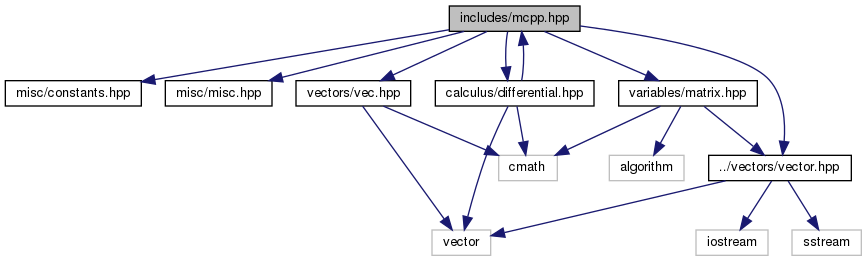 includes/mcpp.hpp
misc/constants.hpp
misc/misc.hpp
vectors/vec.hpp
calculus/differential.hpp
variables/matrix.hpp
cmath
algorithm
../vectors/vector.hpp
vector
iostream
sstream